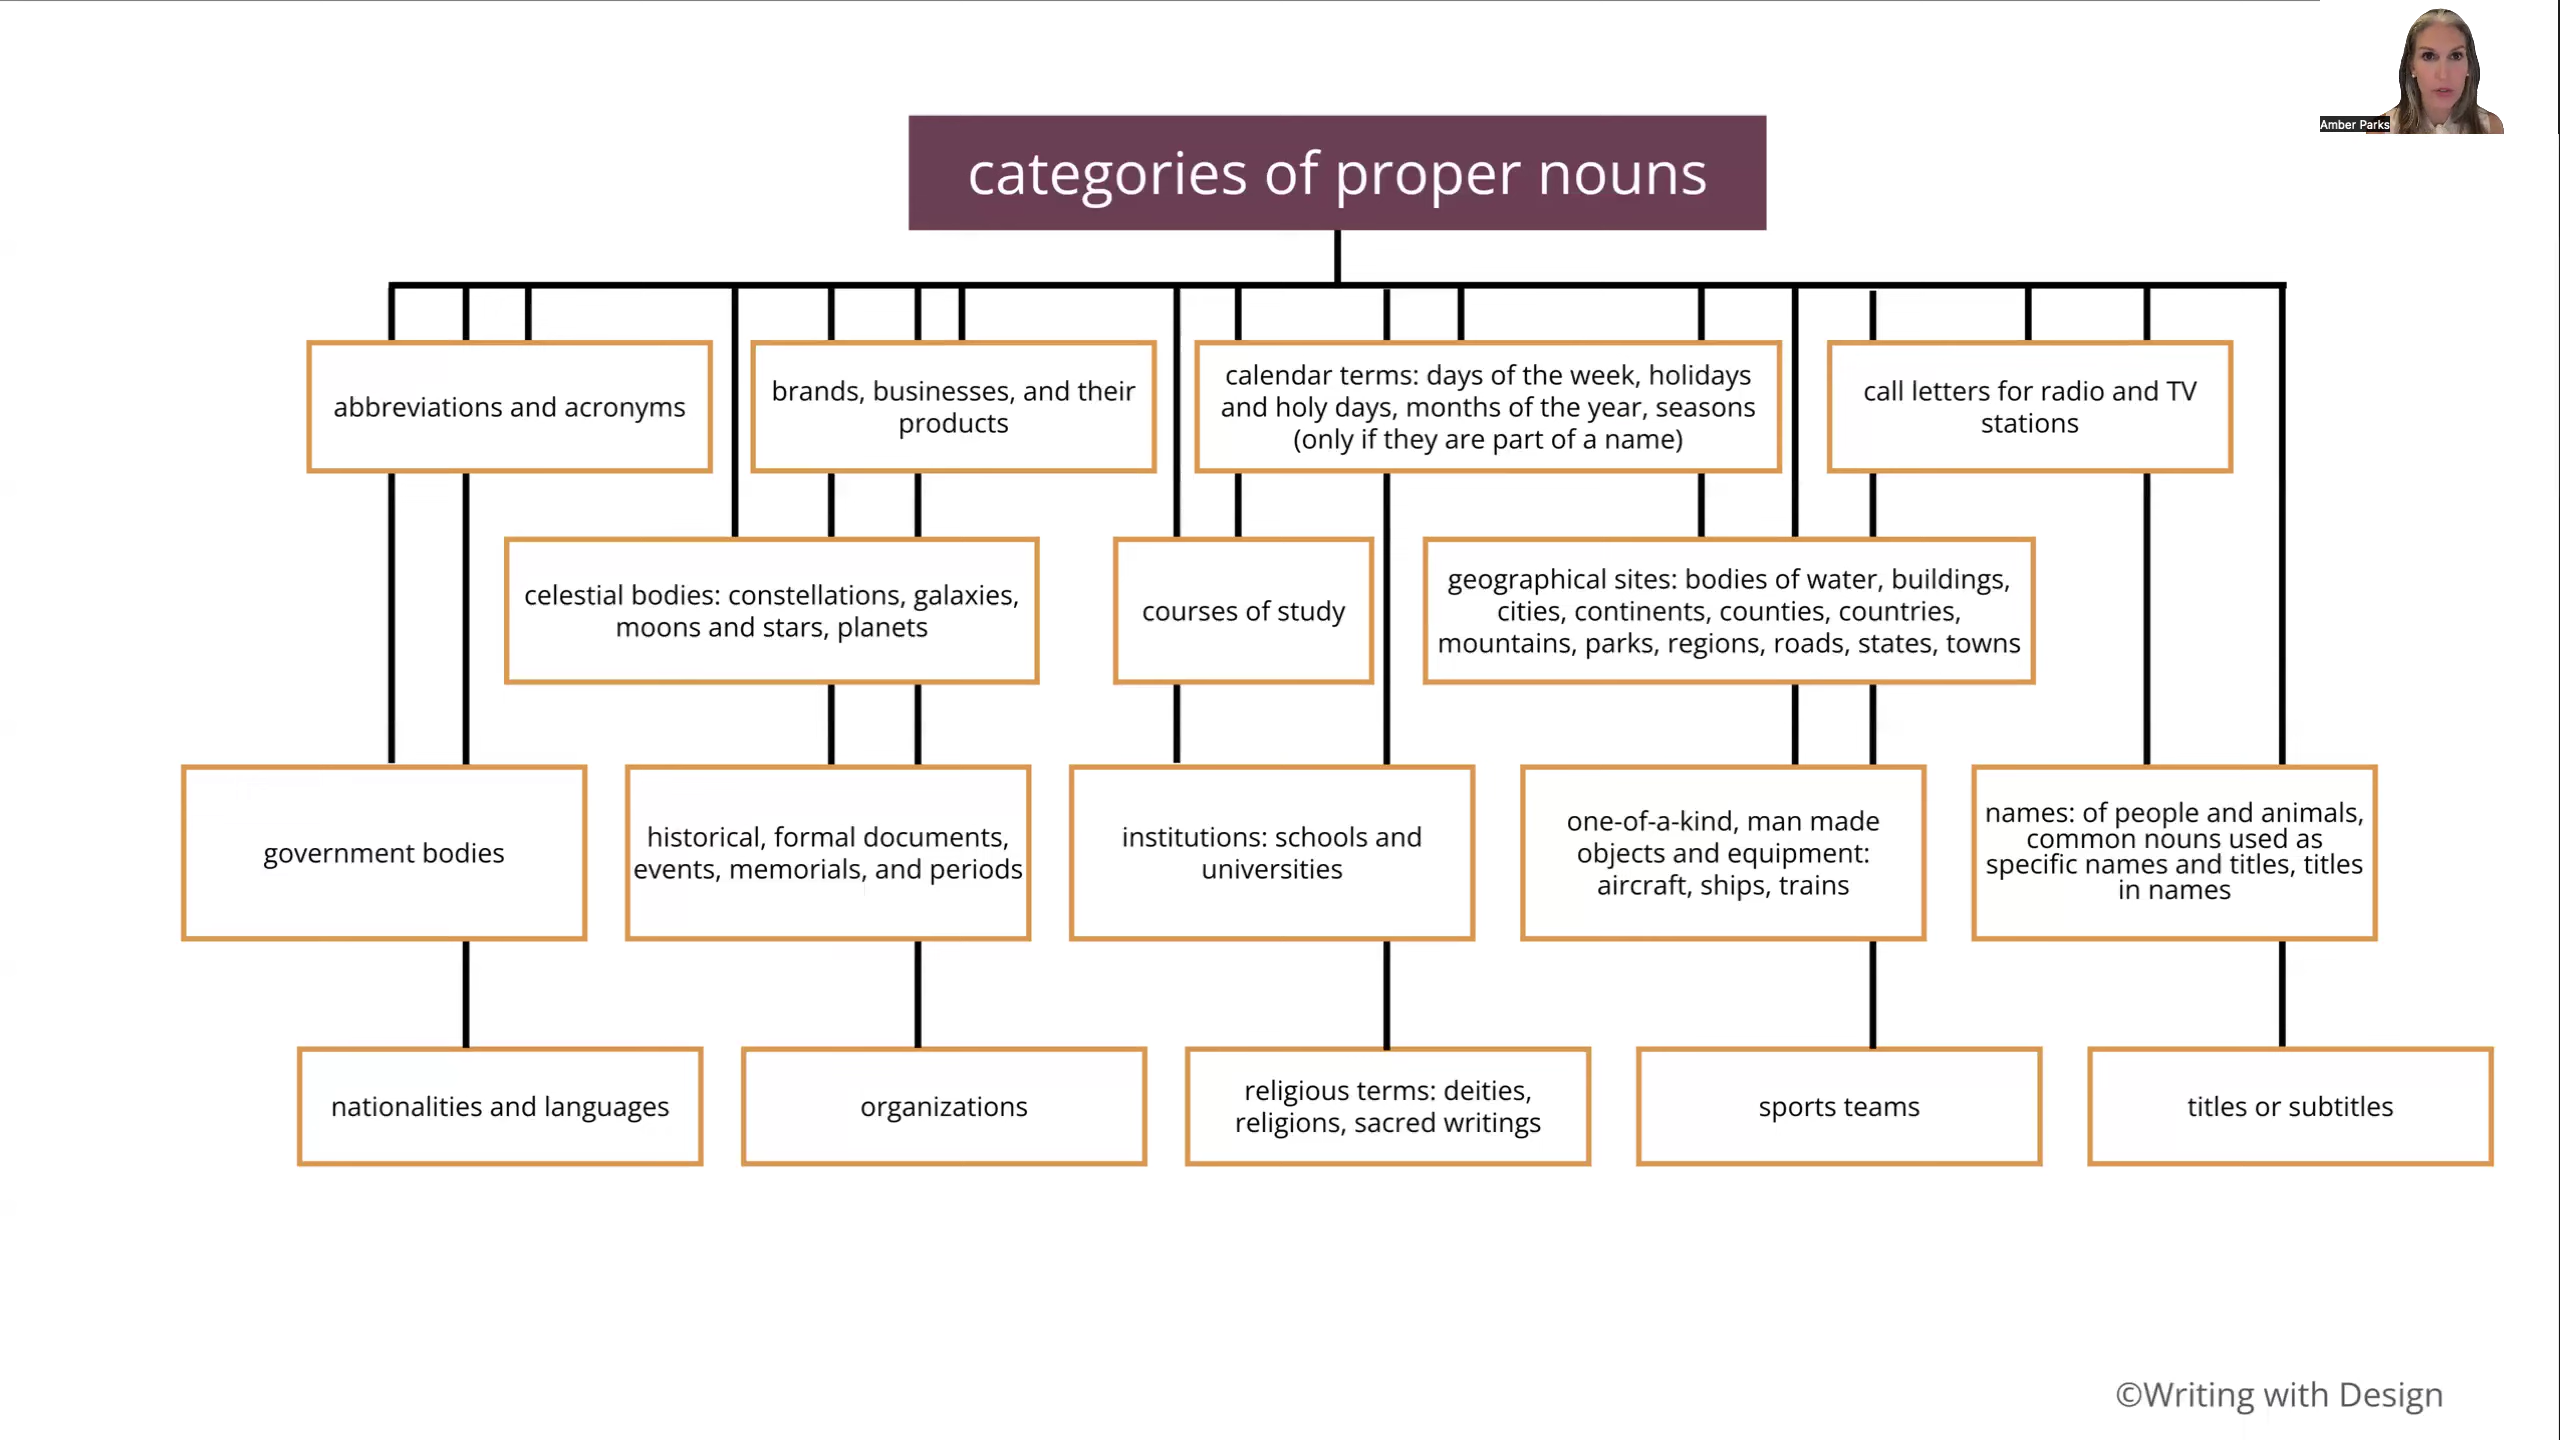 Amber Parks
categories of proper nouns
abbreviations and acronyms
brands, businesses, and their
products
calendar terms: days of the week, holidays
and holy days, months of the year, seasons
(only if they are part of a name)
call letters for radio and TV
stations
celestial bodies: constellations, galaxies,
moons and stars, planets
courses of study
geographical sites: bodies of water, buildings,
cities, continents, counties, countries,
mountains, parks, regions, roads, states, towns
government bodies
historical, formal documents,
events, memorials, and periods
institutions: schools and
universities
one-of-a-kind, man made
objects and equipment:
aircraft, ships, trains
names: of people and animals,
common nouns used as
specific names and titles, titles
in names
nationalities and languages
organizations
religious terms: deities,
religions, sacred writings
sports teams
titles or subtitles
©Writing with Design